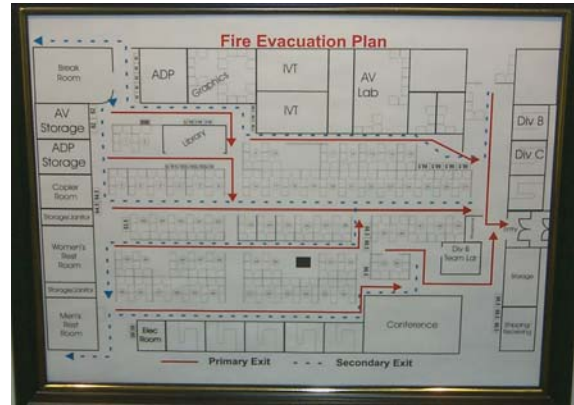 Fire Evacuation Plan
Break
Room
ADP
Graphics
IVT
AV
Lab
IVT
AV
Storage
Library
Div B
ADP
Storage
Div C
Copier
Room
Storage/Janitor
Entry
Women's
Rest
Room
Div B
Team Lab
Storage
Storage/Janitor
Men's
Rest
Room
Elec
Room
Conference
Shipping/
Receiving
Primary Exit
Secondary Exit